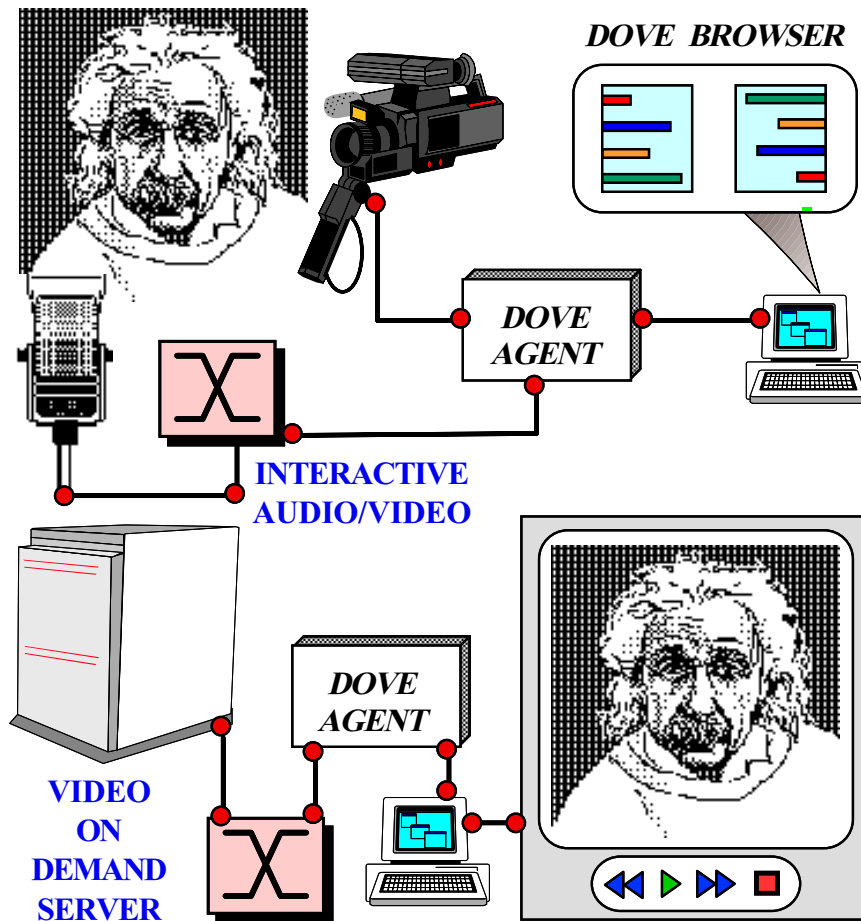 DOVE BROWSER
DOVE
AGENT
INTERACTIVE
AUDIO/VIDEO
DOVE
AGENT
VIDEO
ON
DEMAND
SERVER